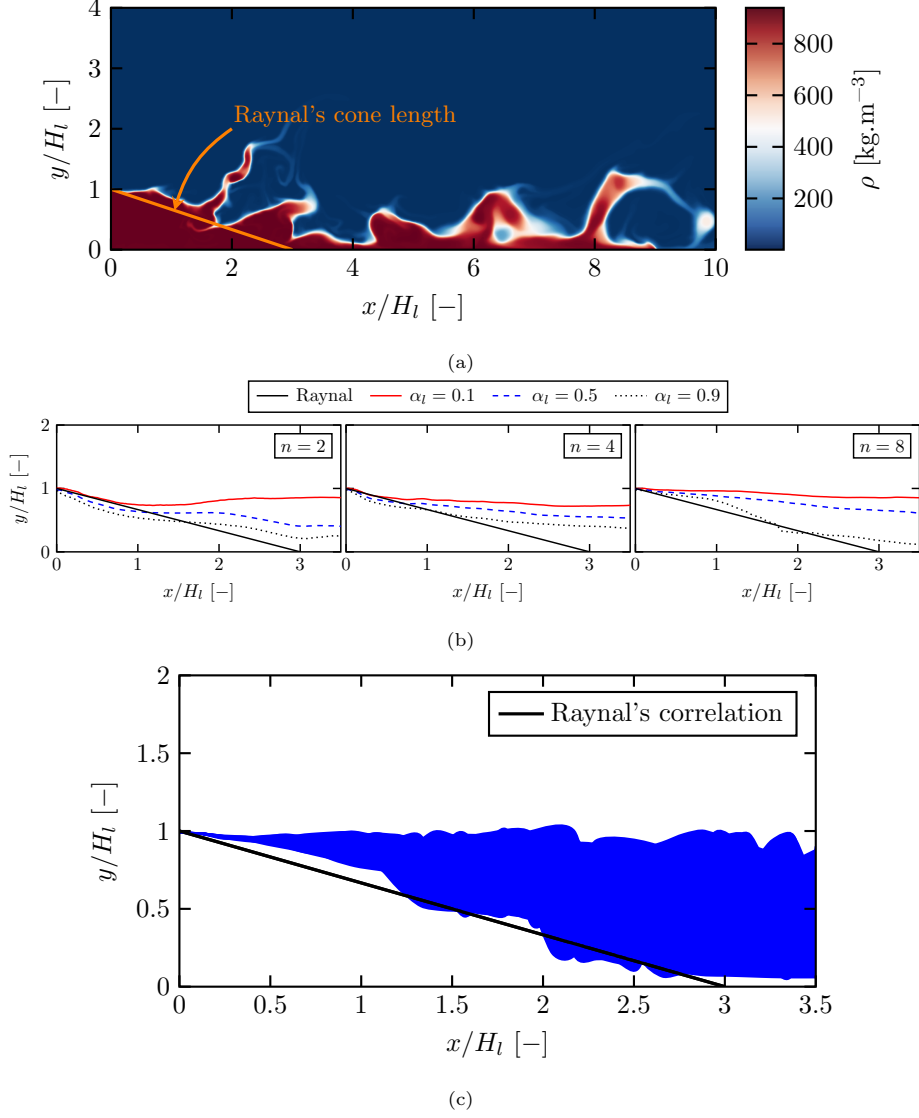 4
3
2
1
0
y/H_l [−]
Raynal's cone length
0 2 4 6 8 10
x/H_l [−]
800
600
400
200
ρ [kg.m⁻³]
(a)
Raynal α_l = 0.1 α_l = 0.5 α_l = 0.9
2
1
0
y/H_l [−]
n = 2
n = 4
n = 8
0 1 2 3
0 1 2 3
0 1 2 3
x/H_l [−]
x/H_l [−]
x/H_l [−]
(b)
2
1.5
1
0.5
0
y/H_l [−]
Raynal's correlation
0 0.5 1 1.5 2 2.5 3 3.5
x/H_l [−]
(c)